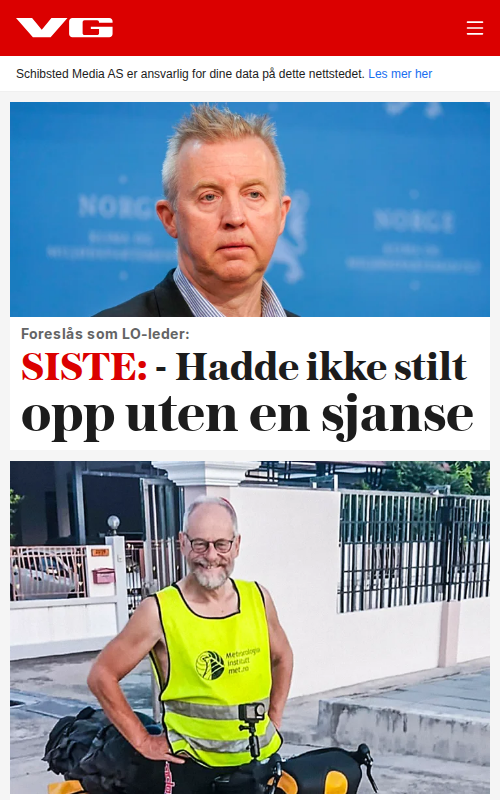 VG
Schibsted Media AS er ansvarlig for dine data på dette nettstedet. Les mer her
NORGE
NORGE
Foreslås som LO-leder:
SISTE: - Hadde ikke stilt
opp uten en sjanse
Meteorologisk
institutt
met.no